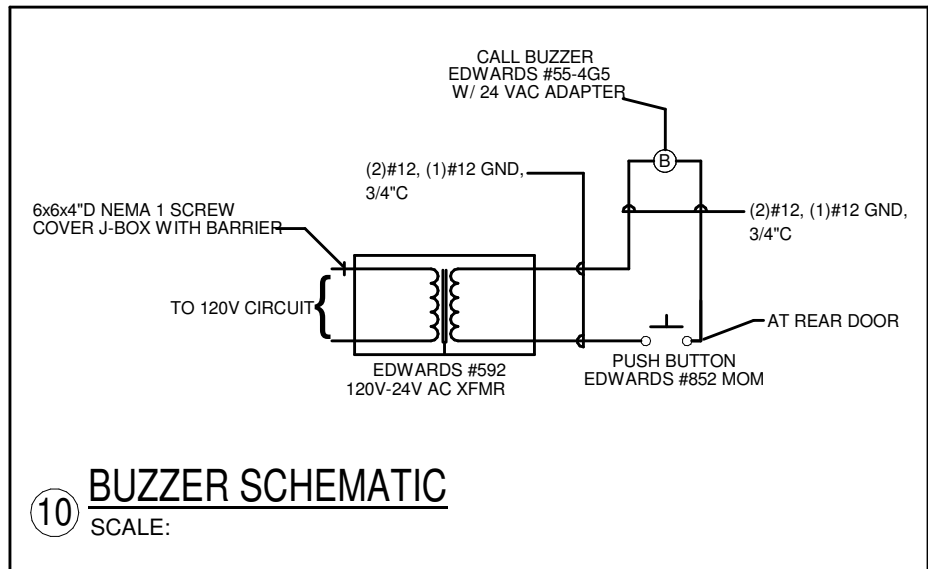 CALL BUZZER
EDWARDS #55-4G5
W/ 24 VAC ADAPTER
B
(2)#12, (1)#12 GND,
3/4"C
6x6x4"D NEMA 1 SCREW
COVER J-BOX WITH BARRIER
(2)#12, (1)#12 GND,
3/4"C
TO 120V CIRCUIT
AT REAR DOOR
EDWARDS #592
120V-24V AC XFMR
PUSH BUTTON
EDWARDS #852 MOM
10
BUZZER SCHEMATIC
SCALE: